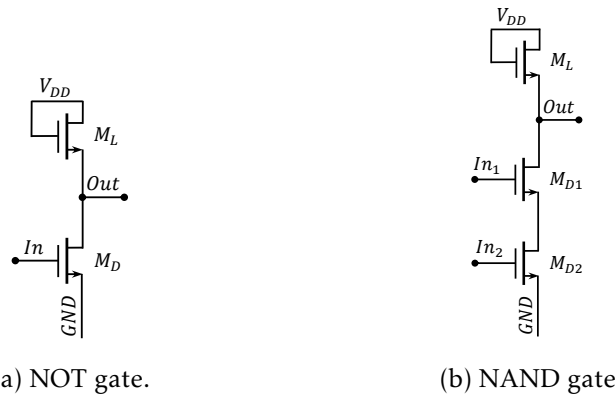 V_DD
M_L
Out
In
M_D
GND
a) NOT gate.
V_DD
M_L
Out
In_1
M_D1
In_2
M_D2
GND
(b) NAND gate